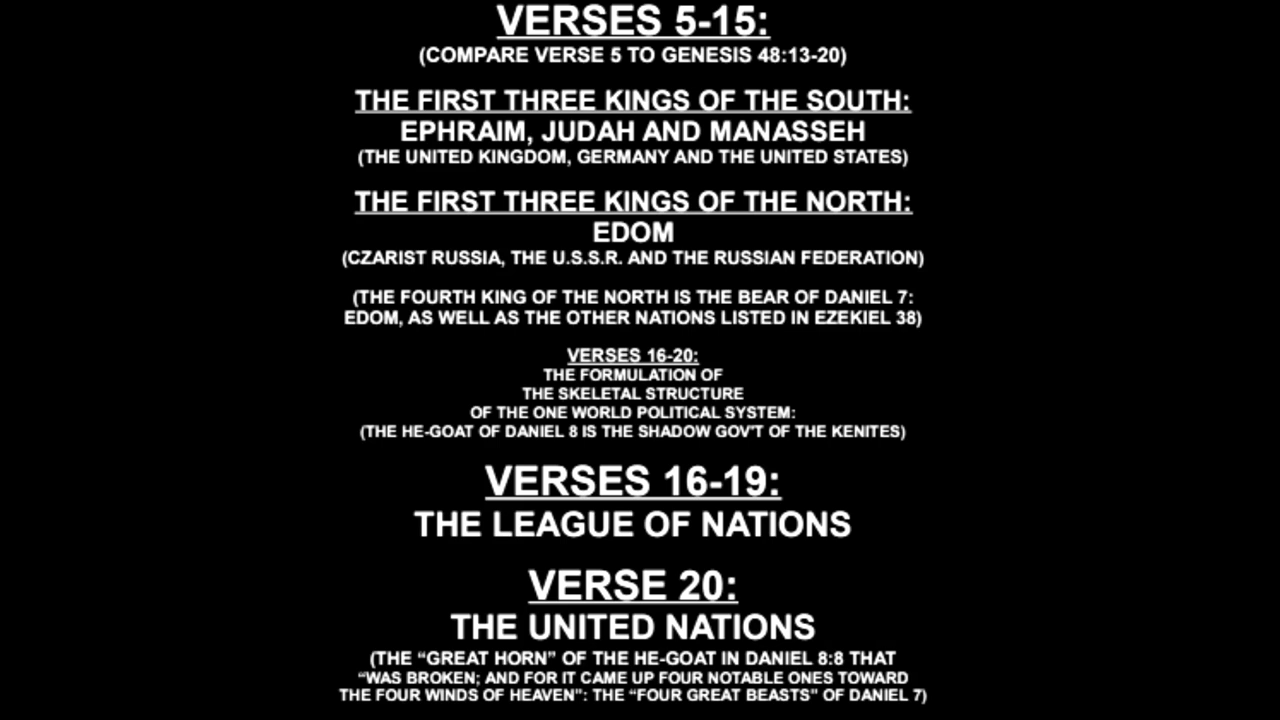 VERSES 5-15:
(COMPARE VERSE 5 TO GENESIS 48:13-20)
THE FIRST THREE KINGS OF THE SOUTH:
EPHRAIM, JUDAH AND MANASSEH
(THE UNITED KINGDOM, GERMANY AND THE UNITED STATES)
THE FIRST THREE KINGS OF THE NORTH:
EDOM
(CZARIST RUSSIA, THE U.S.S.R. AND THE RUSSIAN FEDERATION)
(THE FOURTH KING OF THE NORTH IS THE BEAR OF DANIEL 7:
EDOM, AS WELL AS THE OTHER NATIONS LISTED IN EZEKIEL 38)
VERSES 16-20:
THE FORMULATION OF
THE SKELETAL STRUCTURE
OF THE ONE WORLD POLITICAL SYSTEM:
(THE HE-GOAT OF DANIEL 8 IS THE SHADOW GOV'T OF THE KENITES)
VERSES 16-19:
THE LEAGUE OF NATIONS
VERSE 20:
THE UNITED NATIONS
(THE “GREAT HORN” OF THE HE-GOAT IN DANIEL 8:8 THAT
“WAS BROKEN; AND FOR IT CAME UP FOUR NOTABLE ONES TOWARD
THE FOUR WINDS OF HEAVEN”: THE “FOUR GREAT BEASTS” OF DANIEL 7)